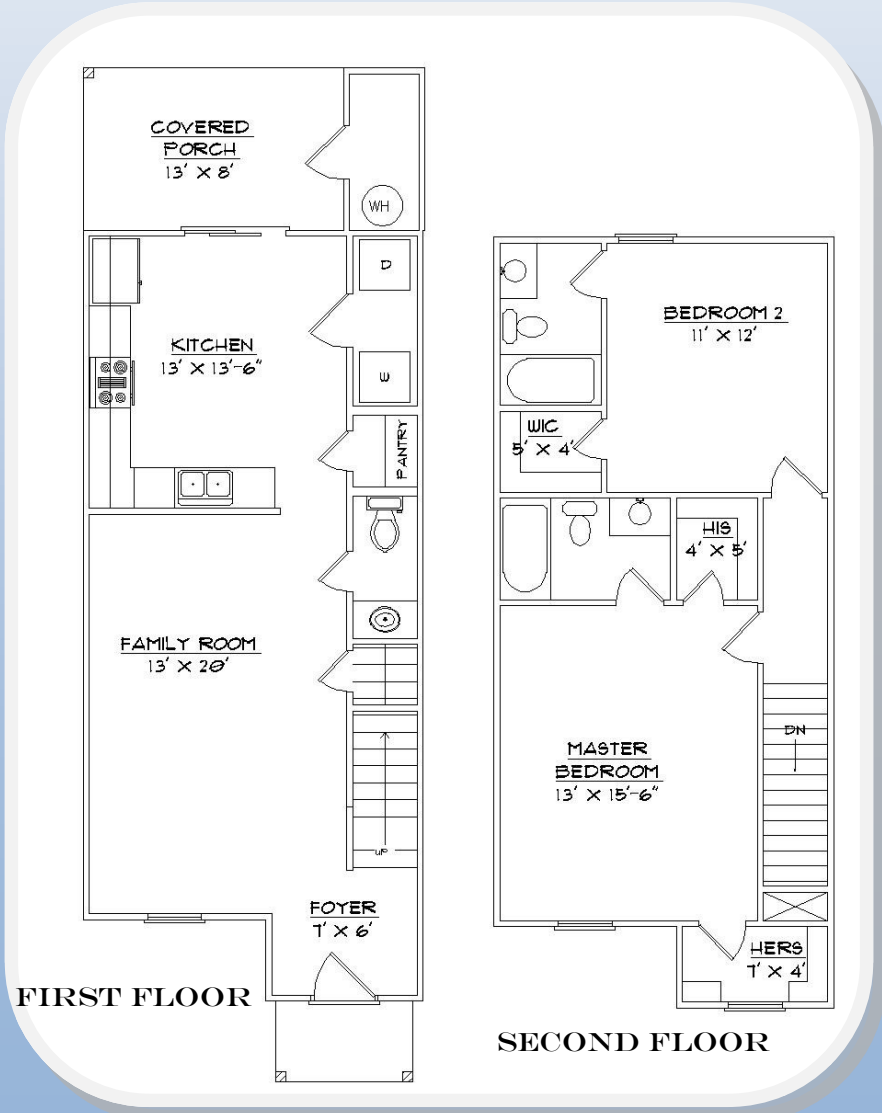 COVERED
PORCH
13' X 8'
WH
D
KITCHEN
13' X 13'-6"
W
PANTRY
FAMILY ROOM
13' X 20'
UP
FOYER
7' X 6'
FIRST FLOOR
BEDROOM 2
11' X 12'
WIC
5' X 4'
HIS
4' X 5'
MASTER
BEDROOM
13' X 15'-6"
DN
HERS
7' X 4'
SECOND FLOOR